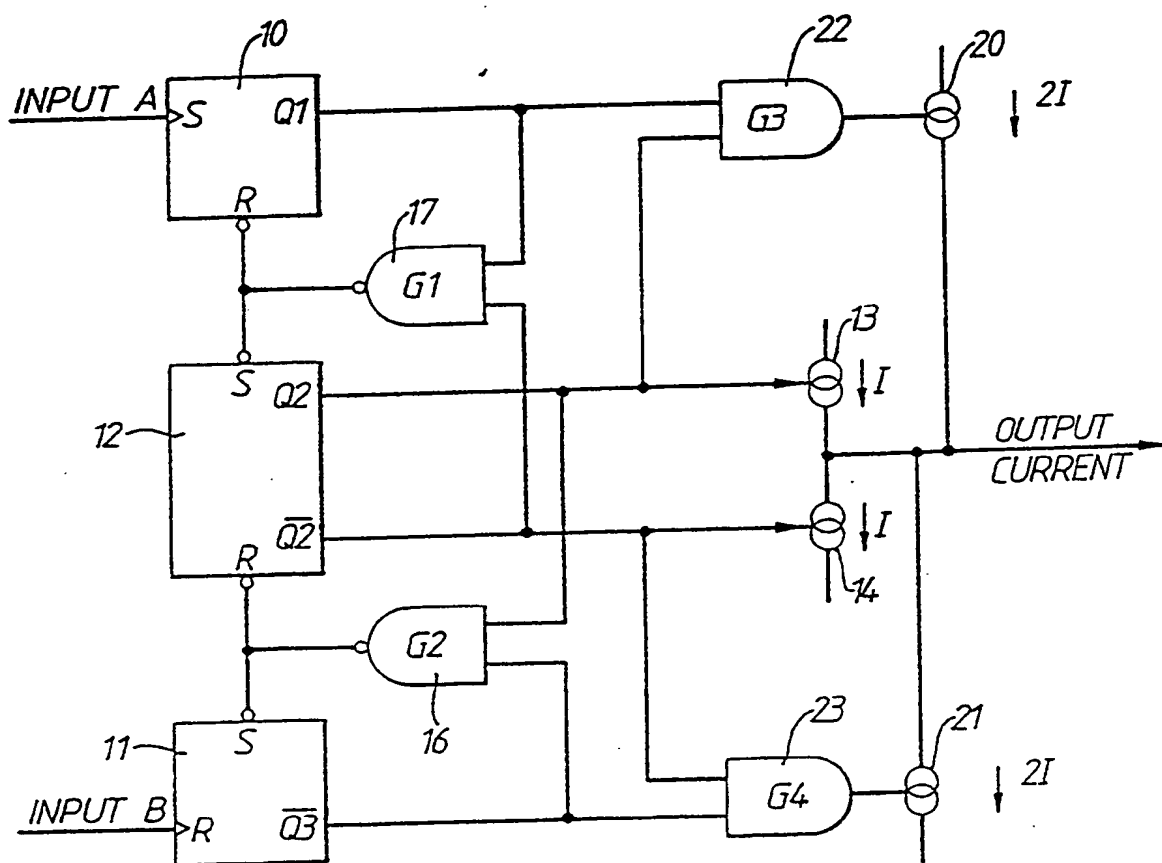 10
22
20
INPUT A
S
Q1
G3
2I
R
17
G1
13
S
Q2
I
12
OUTPUT
CURRENT
Q2
I
R
14
G2
16
23
21
11
S
2I
G4
INPUT B
R
Q3